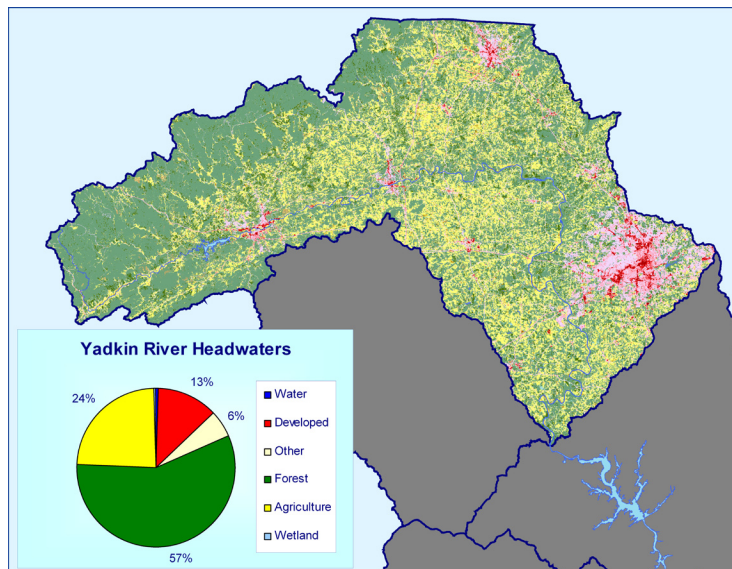 Yadkin River Headwaters
13%
24%
6%
57%
Water
Developed
Other
Forest
Agriculture
Wetland